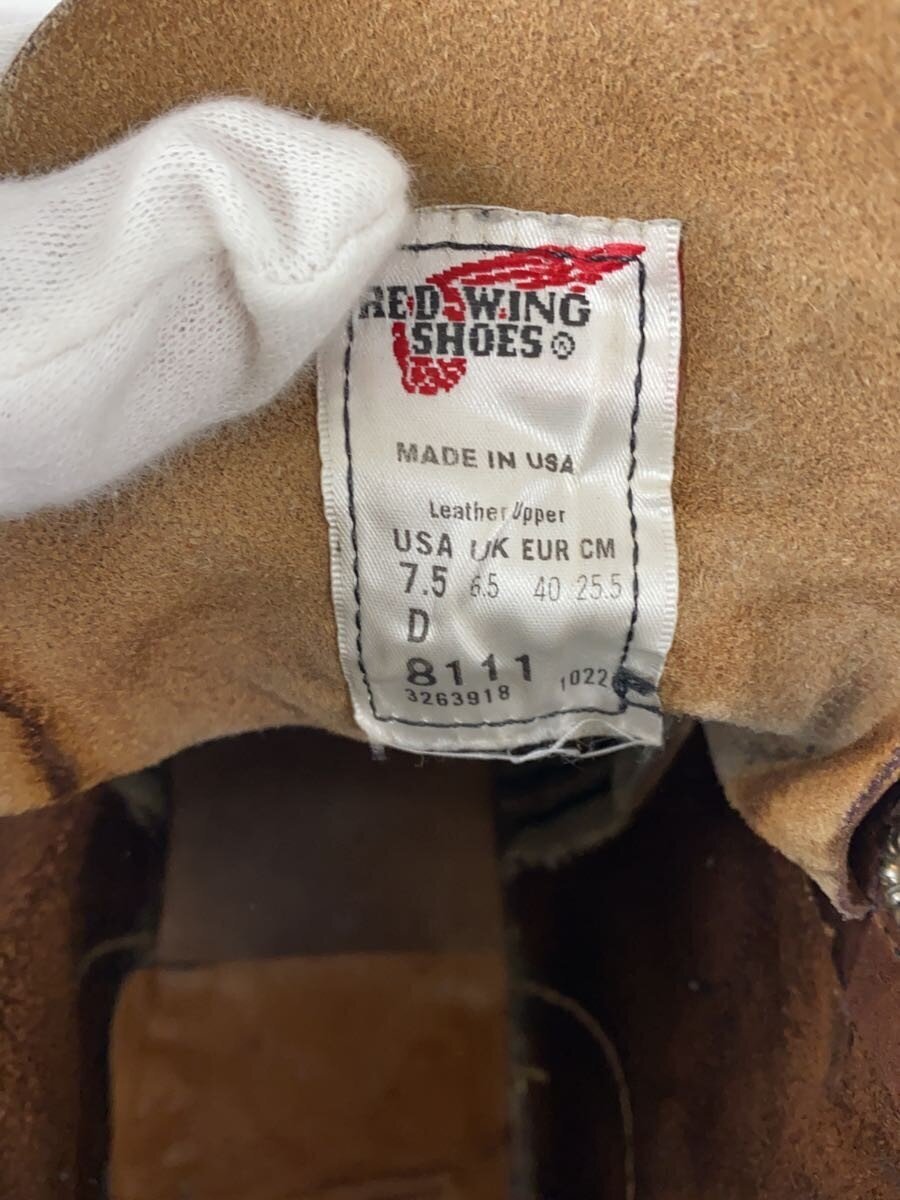 RED WING
SHOES ®
MADE IN USA
Leather Upper
USA UK EUR CM
7.5 6.5 40 25.5
D
8111
3263918 1022